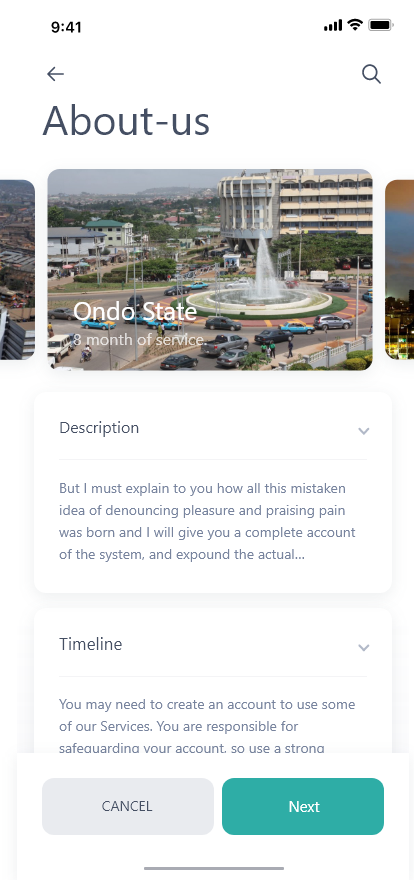 9:41
About-us
Ondo State
8 month of service.
Description
But I must explain to you how all this mistaken
idea of denouncing pleasure and praising pain
was born and I will give you a complete account
of the system, and expound the actual...
Timeline
You may need to create an account to use some
of our Services. You are responsible for
safeguarding your account, so use a strong
CANCEL
Next